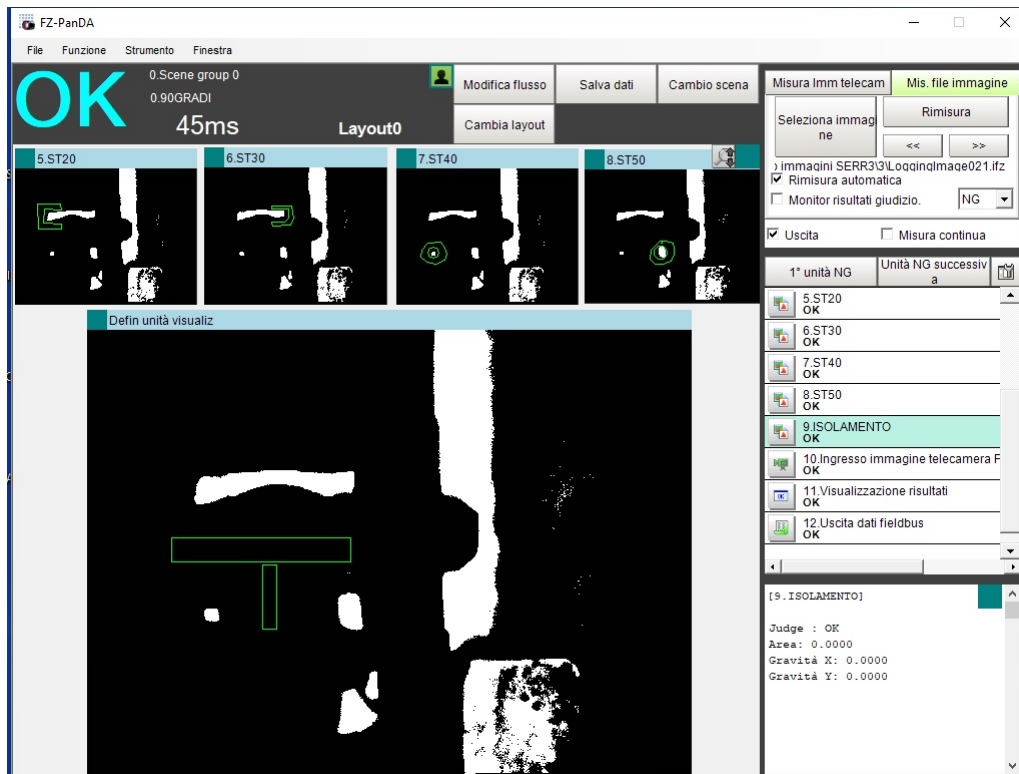 FZ-PanDA
File Funzione Strumento Finestra
OK
0.Scene group 0
0.90GRADI
45ms
Layout0
Modifica flusso
Salva dati
Cambio scena
Cambia layout
Misura Imm telecam
Mis. file immagine
Seleziona immagi
ne
Rimisura
<< >>
immagini SERR3\3\LoggingImage021.ifz
Rimisura automatica
Monitor risultati giudizio.
NG
Uscita
Misura continua
5.ST20
6.ST30
7.ST40
8.ST50
Defin unità visualiz
1° unità NG
Unità NG successiv
a
5.ST20
OK
6.ST30
OK
7.ST40
OK
8.ST50
OK
9.ISOLAMENTO
OK
10.Ingresso immagine telecamera F
OK
11.Visualizzazione risultati
OK
12.Uscita dati fieldbus
OK
[9.ISOLAMENTO]
Judge : OK
Area: 0.0000
Gravità X: 0.0000
Gravità Y: 0.0000